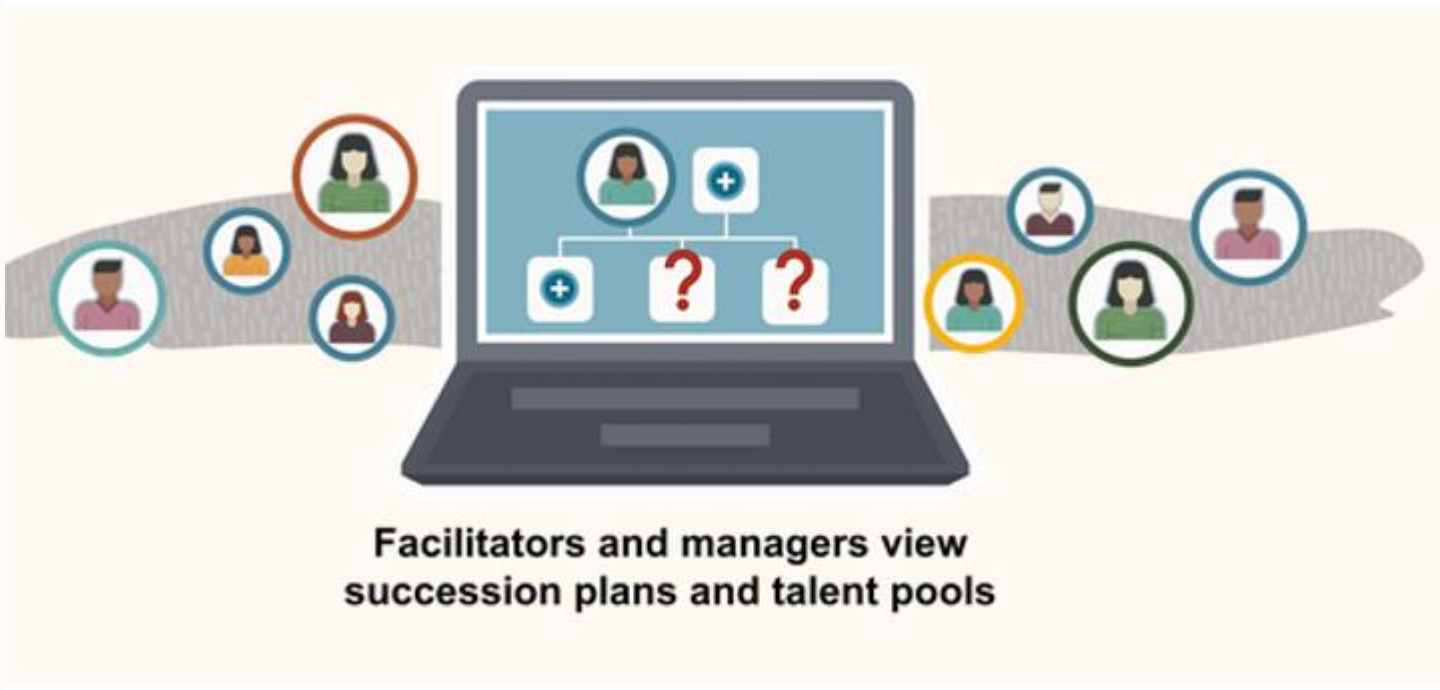 ? ?
Facilitators and managers view
succession plans and talent pools